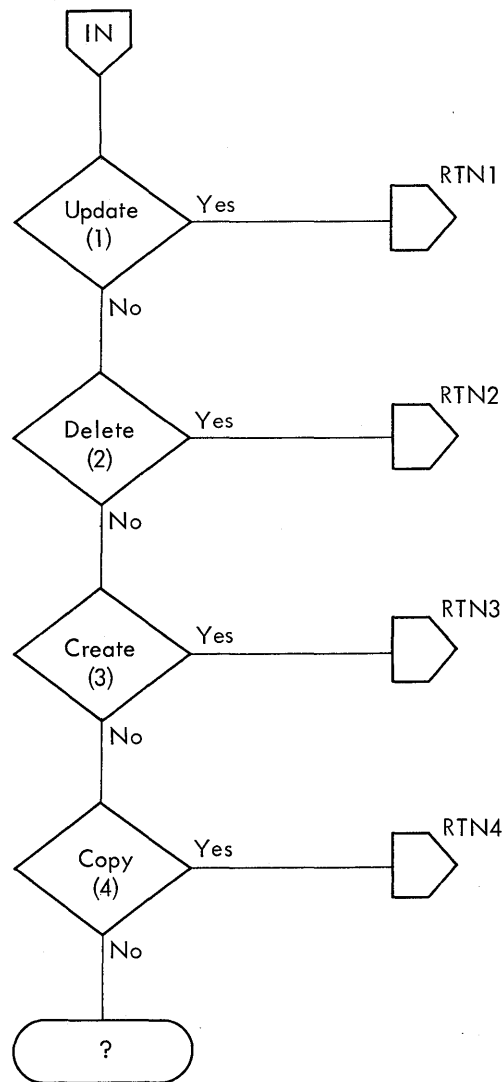 IN
Update
(1)
Yes
RTN1
No
Delete
(2)
Yes
RTN2
No
Create
(3)
Yes
RTN3
No
Copy
(4)
Yes
RTN4
No
?